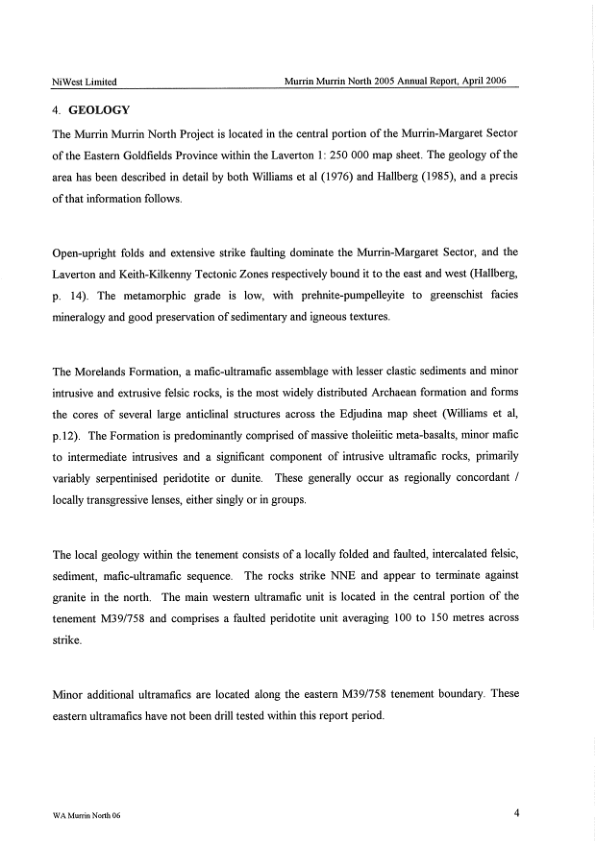 NiWest Limited Murrin Murrin North 2005 Annual Report, April 2006
4. GEOLOGY
The Murrin Murrin North Project is located in the central portion of the Murrin-Margaret Sector
of the Eastern Goldfields Province within the Laverton 1: 250 000 map sheet. The geology of the
area has been described in detail by both Williams et al (1976) and Hallberg (1985), and a precis
of that information follows.
Open-upright folds and extensive strike faulting dominate the Murrin-Margaret Sector, and the
Laverton and Keith-Kilkenny Tectonic Zones respectively bound it to the east and west (Hallberg,
p. 14). The metamorphic grade is low, with prehnite-pumpelleyite to greenschist facies
mineralogy and good preservation of sedimentary and igneous textures.
The Morelands Formation, a mafic-ultramafic assemblage with lesser clastic sediments and minor
intrusive and extrusive felsic rocks, is the most widely distributed Archaean formation and forms
the cores of several large anticlinal structures across the Edjudina map sheet (Williams et al,
p.12). The Formation is predominantly comprised of massive tholeiitic meta-basalts, minor mafic
to intermediate intrusives and a significant component of intrusive ultramafic rocks, primarily
variably serpentinised peridotite or dunite. These generally occur as regionally concordant /
locally transgressive lenses, either singly or in groups.
The local geology within the tenement consists of a locally folded and faulted, intercalated felsic,
sediment, mafic-ultramafic sequence. The rocks strike NNE and appear to terminate against
granite in the north. The main western ultramafic unit is located in the central portion of the
tenement M39/758 and comprises a faulted peridotite unit averaging 100 to 150 metres across
strike.
Minor additional ultramafics are located along the eastern M39/758 tenement boundary. These
eastern ultramafics have not been drill tested within this report period.
WA Murrin North 06 4